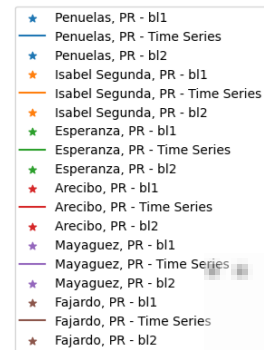 Penuelas, PR - bl1
Penuelas, PR - Time Series
Penuelas, PR - bl2
Isabel Segunda, PR - bl1
Isabel Segunda, PR - Time Series
Isabel Segunda, PR - bl2
Esperanza, PR - bl1
Esperanza, PR - Time Series
Esperanza, PR - bl2
Arecibo, PR - bl1
Arecibo, PR - Time Series
Arecibo, PR - bl2
Mayaguez, PR - bl1
Mayaguez, PR - Time Series
Mayaguez, PR - bl2
Fajardo, PR - bl1
Fajardo, PR - Time Series
Fajardo, PR - bl2